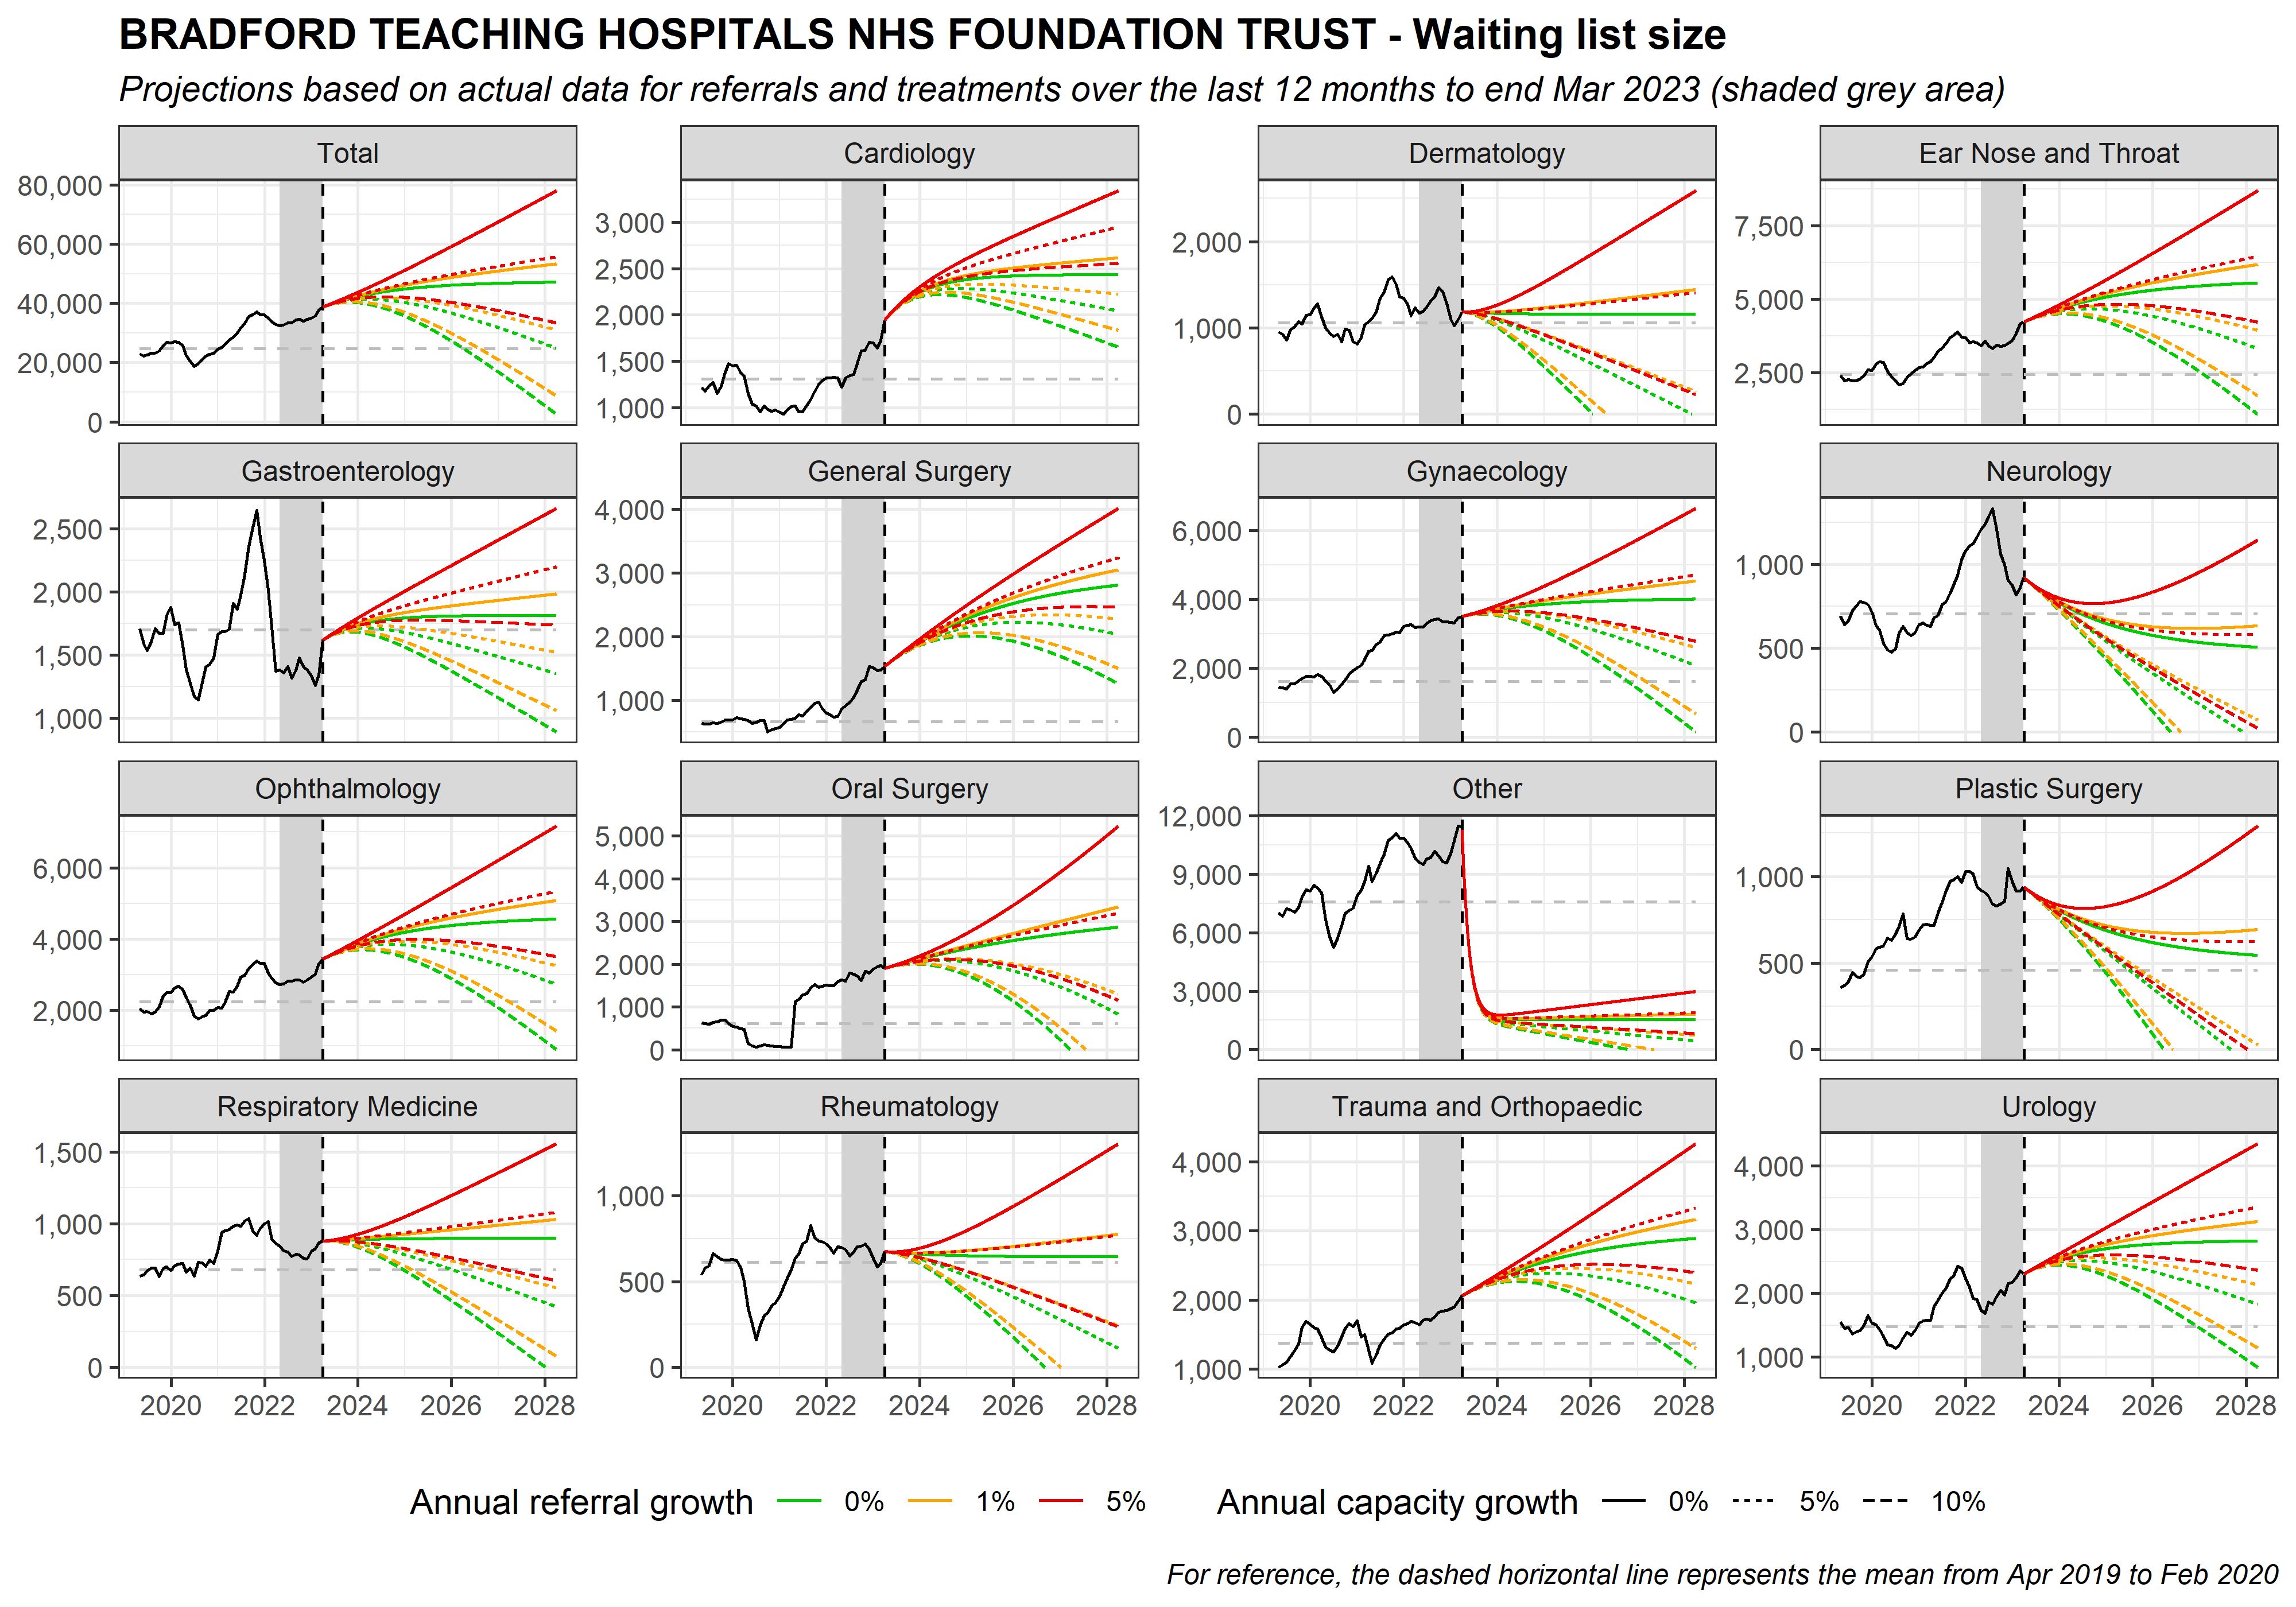 BRADFORD TEACHING HOSPITALS NHS FOUNDATION TRUST - Waiting list size
Projections based on actual data for referrals and treatments over the last 12 months to end Mar 2023 (shaded grey area)
Total
80,000
60,000
40,000
20,000
0
Cardiology
3,000
2,500
2,000
1,500
1,000
Dermatology
2,000
1,000
0
Ear Nose and Throat
7,500
5,000
2,500
Gastroenterology
2,500
2,000
1,500
1,000
General Surgery
4,000
3,000
2,000
1,000
Gynaecology
6,000
4,000
2,000
0
Neurology
1,000
500
0
Ophthalmology
6,000
4,000
2,000
Oral Surgery
5,000
4,000
3,000
2,000
1,000
0
Other
12,000
9,000
6,000
3,000
0
Plastic Surgery
1,000
500
0
Respiratory Medicine
1,500
1,000
500
0
2020 2022 2024 2026 2028
Rheumatology
1,000
500
0
2020 2022 2024 2026 2028
Trauma and Orthopaedic
4,000
3,000
2,000
1,000
2020 2022 2024 2026 2028
Urology
4,000
3,000
2,000
1,000
2020 2022 2024 2026 2028
Annual referral growth 0% 1% 5% Annual capacity growth 0% 5% 10%
For reference, the dashed horizontal line represents the mean from Apr 2019 to Feb 2020